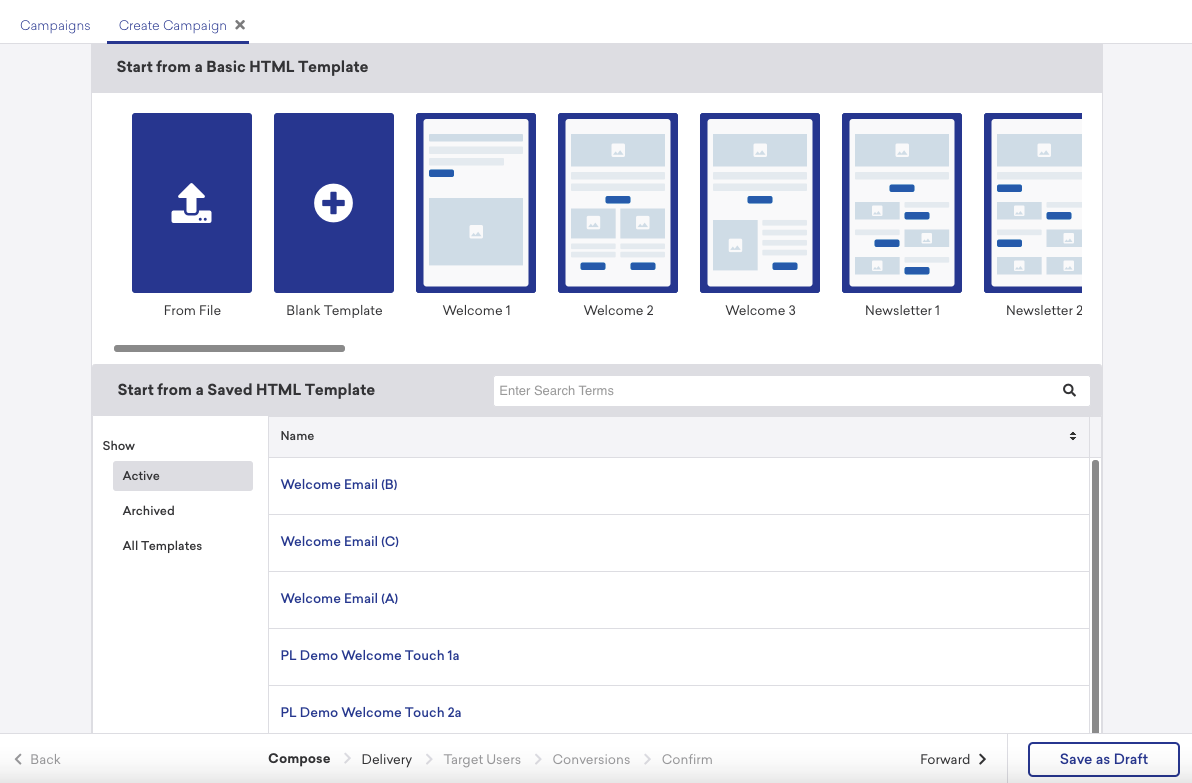 Campaigns
Create Campaign
Start from a Basic HTML Template
From File
Blank Template
Welcome 1
Welcome 2
Welcome 3
Newsletter 1
Newsletter 2
Start from a Saved HTML Template
Enter Search Terms
Show
Active
Archived
All Templates
Name
Welcome Email (B)
Welcome Email (C)
Welcome Email (A)
PL Demo Welcome Touch 1a
PL Demo Welcome Touch 2a
Back
Compose
Delivery
Target Users
Conversions
Confirm
Forward
Save as Draft